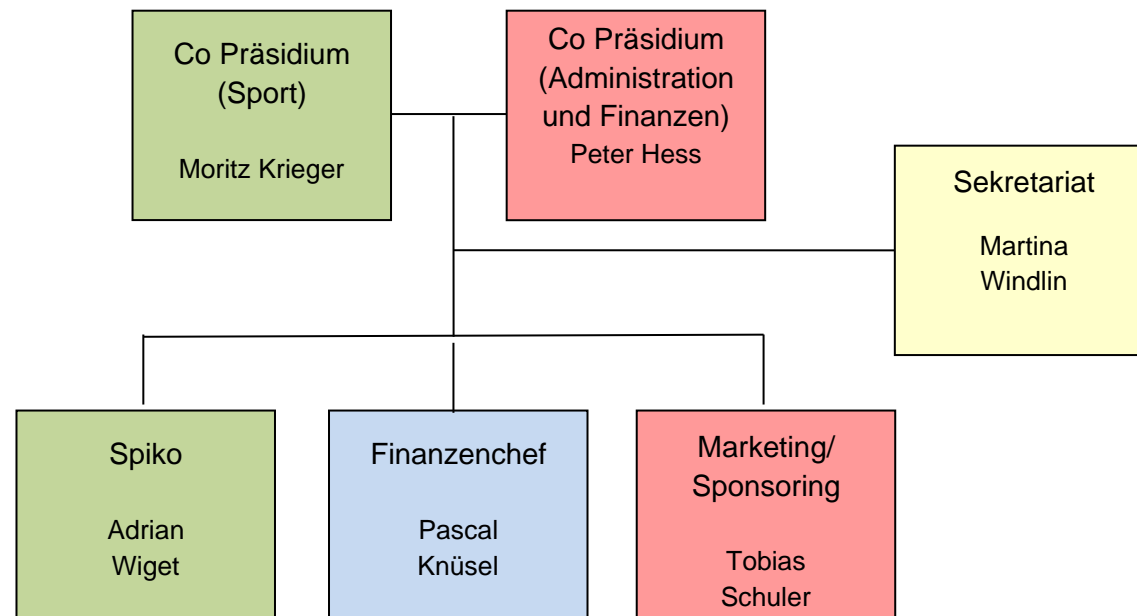 Co Präsidium
(Sport)
Moritz Krieger
Co Präsidium
(Administration
und Finanzen)
Peter Hess
Sekretariat
Martina
Windlin
Spiko
Adrian
Wiget
Finanzenchef
Pascal
Knüsel
Marketing/
Sponsoring
Tobias
Schuler